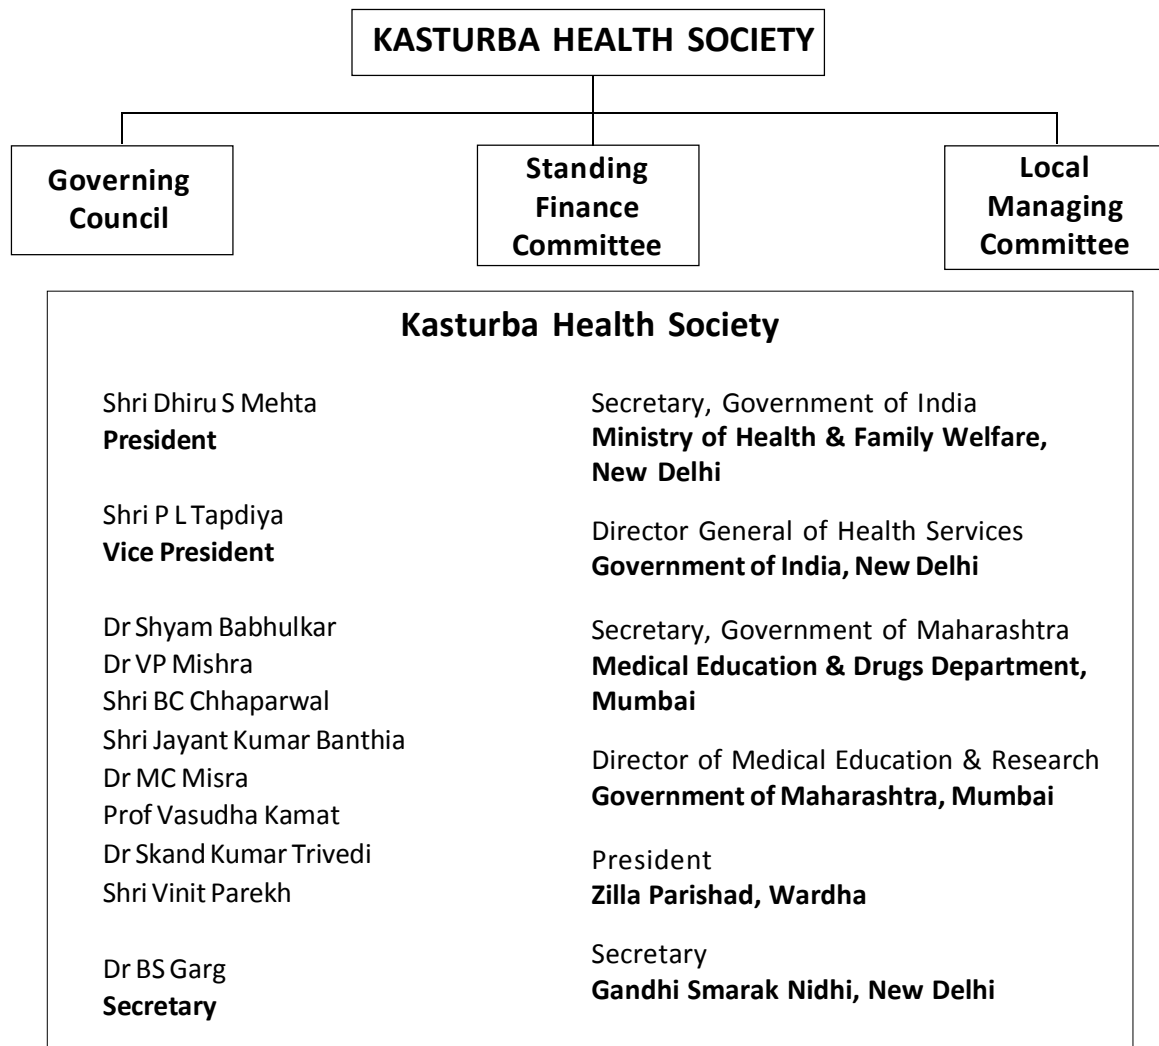 KASTURBA HEALTH SOCIETY
Governing
Council
Standing
Finance
Committee
Local
Managing
Committee
Kasturba Health Society
Shri Dhiru S Mehta
President
Shri P L Tapdiya
Vice President
Dr Shyam Babhulkar
Dr VP Mishra
Shri BC Chhaparwal
Shri Jayant Kumar Banthia
Dr MC Misra
Prof Vasudha Kamat
Dr Skand Kumar Trivedi
Shri Vinit Parekh
Dr BS Garg
Secretary
Secretary, Government of India
Ministry of Health & Family Welfare,
New Delhi
Director General of Health Services
Government of India, New Delhi
Secretary, Government of Maharashtra
Medical Education & Drugs Department,
Mumbai
Director of Medical Education & Research
Government of Maharashtra, Mumbai
President
Zilla Parishad, Wardha
Secretary
Gandhi Smarak Nidhi, New Delhi